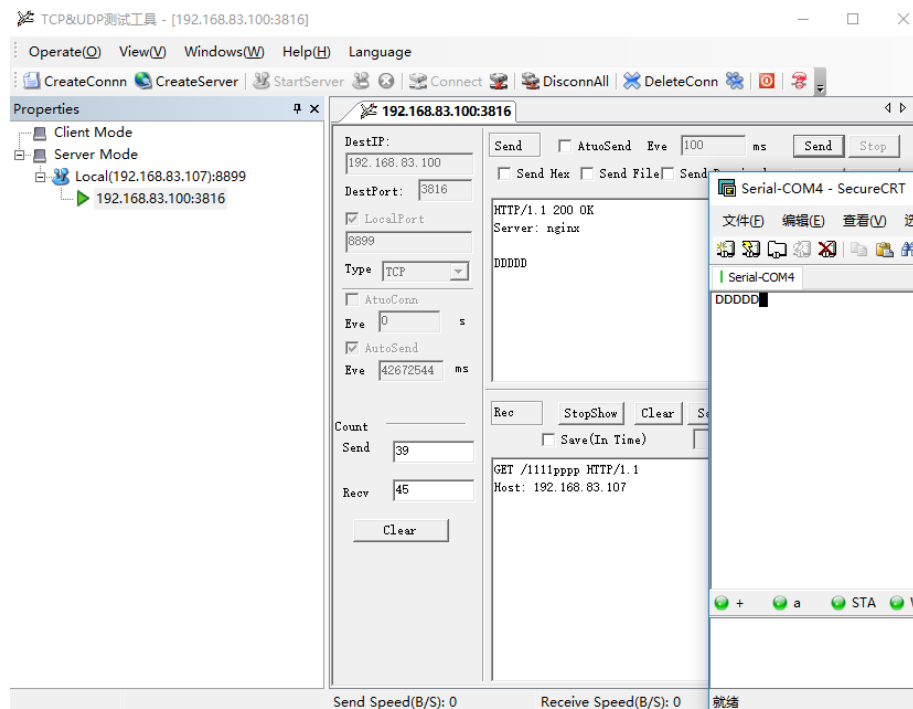 TCP&UDP测试工具 - [192.168.83.100:3816]
Operate(O) View(V) Windows(W) Help(H) Language
CreateConnn CreateServer StartServer Connect DisconnAll DeleteConn
Properties
Client Mode
Server Mode
Local(192.168.83.107):8899
192.168.83.100:3816
192.168.83.100:3816
DestIP:
192.168.83.100
DestPort: 3816
LocalPort
8899
Type TCP
AtuoConn
Eve 0 s
AutoSend
Eve 42672544 ms
Count
Send 39
Recv 45
Clear
Send AtuoSend Eve 100 ms Send Stop
Send Hex Send File Send
HTTP/1.1 200 OK
Server: nginx
DDDDD
Rec StopShow Clear
Save(In Time)
GET /1111pppp HTTP/1.1
Host: 192.168.83.107
Send Speed(B/S): 0 Receive Speed(B/S): 0
Serial-COM4 - SecureCRT
文件(F) 编辑(E) 查看(V)
Serial-COM4
DDDDD
+ a STA
就绪